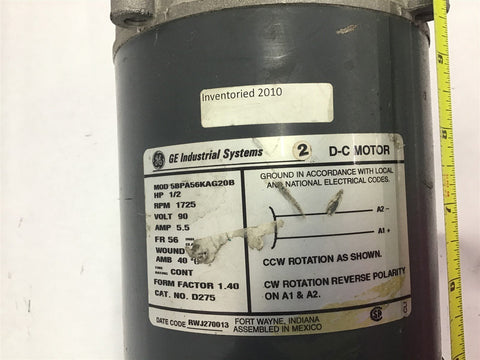 Inventoried 2010
GE Industrial Systems 2 D-C MOTOR
MOD 5BPA56KAG20B
HP 1/2
RPM 1725
VOLT 90
AMP 5.5
FR 56
WOUND
AMB 40
TIME RATING CONT
FORM FACTOR 1.40
CAT. NO. D275
GROUND IN ACCORDANCE WITH LOCAL
AND NATIONAL ELECTRICAL CODES.
A2 -
A1 +
CCW ROTATION AS SHOWN.
CW ROTATION REVERSE POLARITY
ON A1 & A2.
DATE CODE RWJ270013
FORT WAYNE, INDIANA
ASSEMBLED IN MEXICO